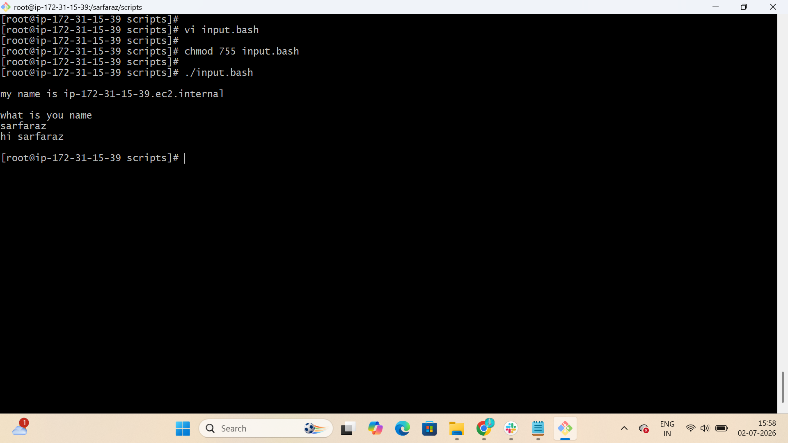 root@ip-172-31-15-39:/sarfaraz/scripts
[root@ip-172-31-15-39 scripts]#
[root@ip-172-31-15-39 scripts]# vi input.bash
[root@ip-172-31-15-39 scripts]#
[root@ip-172-31-15-39 scripts]# chmod 755 input.bash
[root@ip-172-31-15-39 scripts]#
[root@ip-172-31-15-39 scripts]# ./input.bash
my name is ip-172-31-15-39.ec2.internal
what is you name
sarfaraz
hi sarfaraz
[root@ip-172-31-15-39 scripts]#
1
Search
1
ENG
IN
15:58
02-07-2026